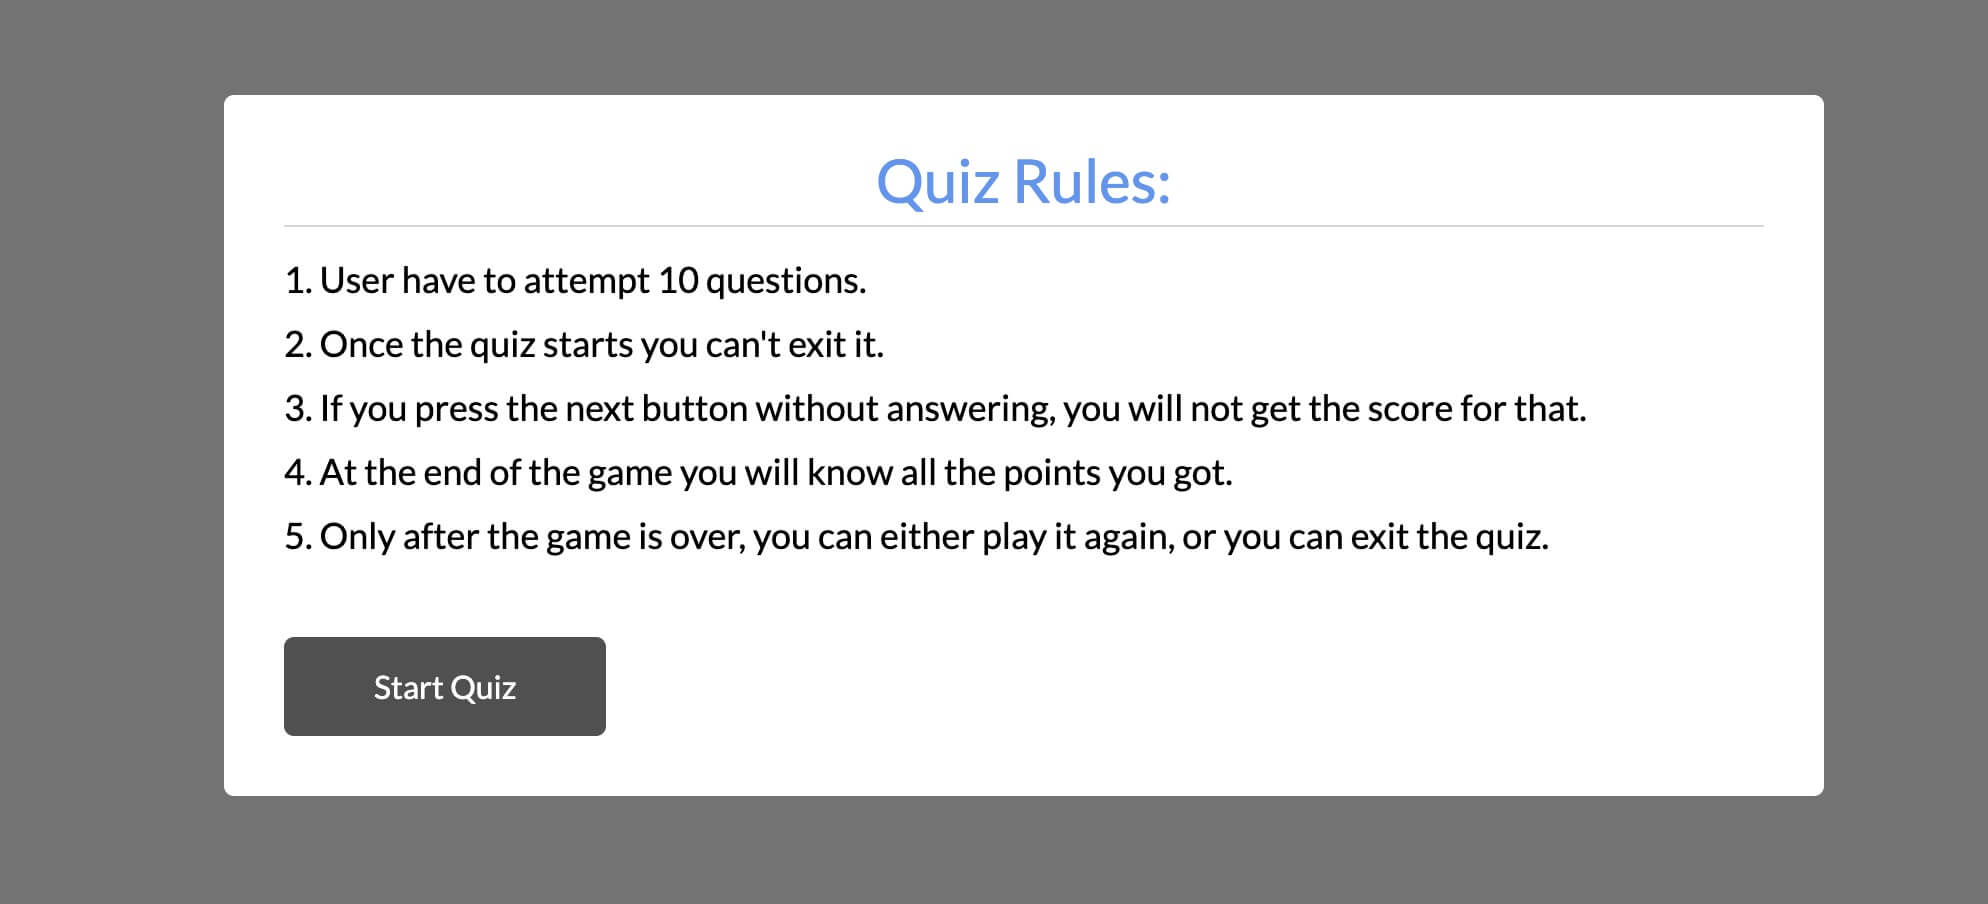 Quiz Rules:
1. User have to attempt 10 questions.
2. Once the quiz starts you can't exit it.
3. If you press the next button without answering, you will not get the score for that.
4. At the end of the game you will know all the points you got.
5. Only after the game is over, you can either play it again, or you can exit the quiz.
Start Quiz